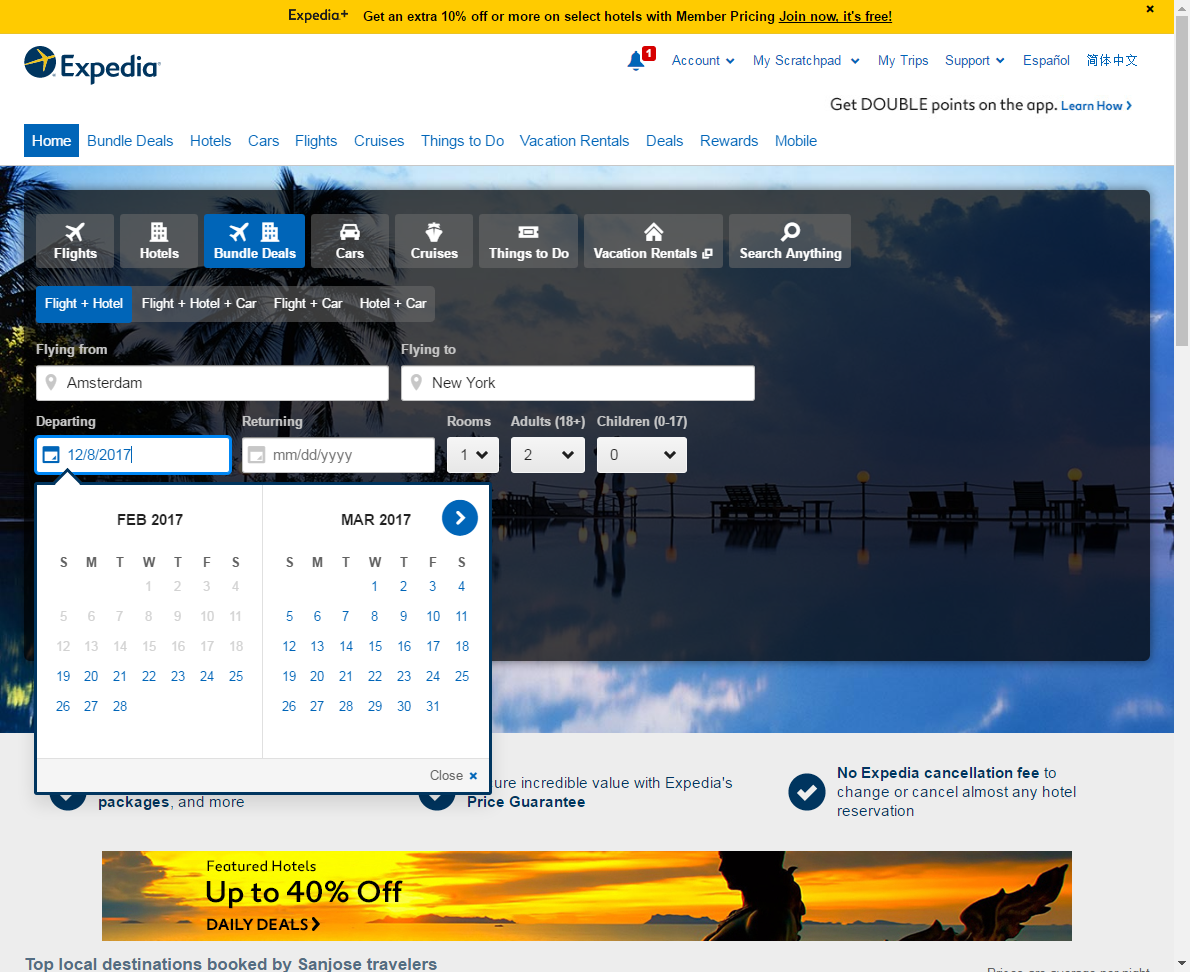 Expedia+ Get an extra 10% off or more on select hotels with Member Pricing Join now, it's free!
Expedia
1 Account My Scratchpad My Trips Support Español 简体中文
Get DOUBLE points on the app. Learn How
Home Bundle Deals Hotels Cars Flights Cruises Things to Do Vacation Rentals Deals Rewards Mobile
Flights Hotels Bundle Deals Cars Cruises Things to Do Vacation Rentals Search Anything
Flight + Hotel Flight + Hotel + Car Flight + Car Hotel + Car
Flying from Flying to
Amsterdam New York
Departing Returning Rooms Adults (18+) Children (0-17)
12/8/2017 mm/dd/yyyy 1 2 0
FEB 2017 MAR 2017
S M T W T F S S M T W T F S
1 2 3 4 1 2 3 4
5 6 7 8 9 10 11 5 6 7 8 9 10 11
12 13 14 15 16 17 18 12 13 14 15 16 17 18
19 20 21 22 23 24 25 19 20 21 22 23 24 25
26 27 28 26 27 28 29 30 31
Close
packages, and more
ure incredible value with Expedia's
Price Guarantee
No Expedia cancellation fee to
change or cancel almost any hotel
reservation
Featured Hotels
Up to 40% Off
DAILY DEALS
Top local destinations booked by Sanjose travelers
Prices are average per night